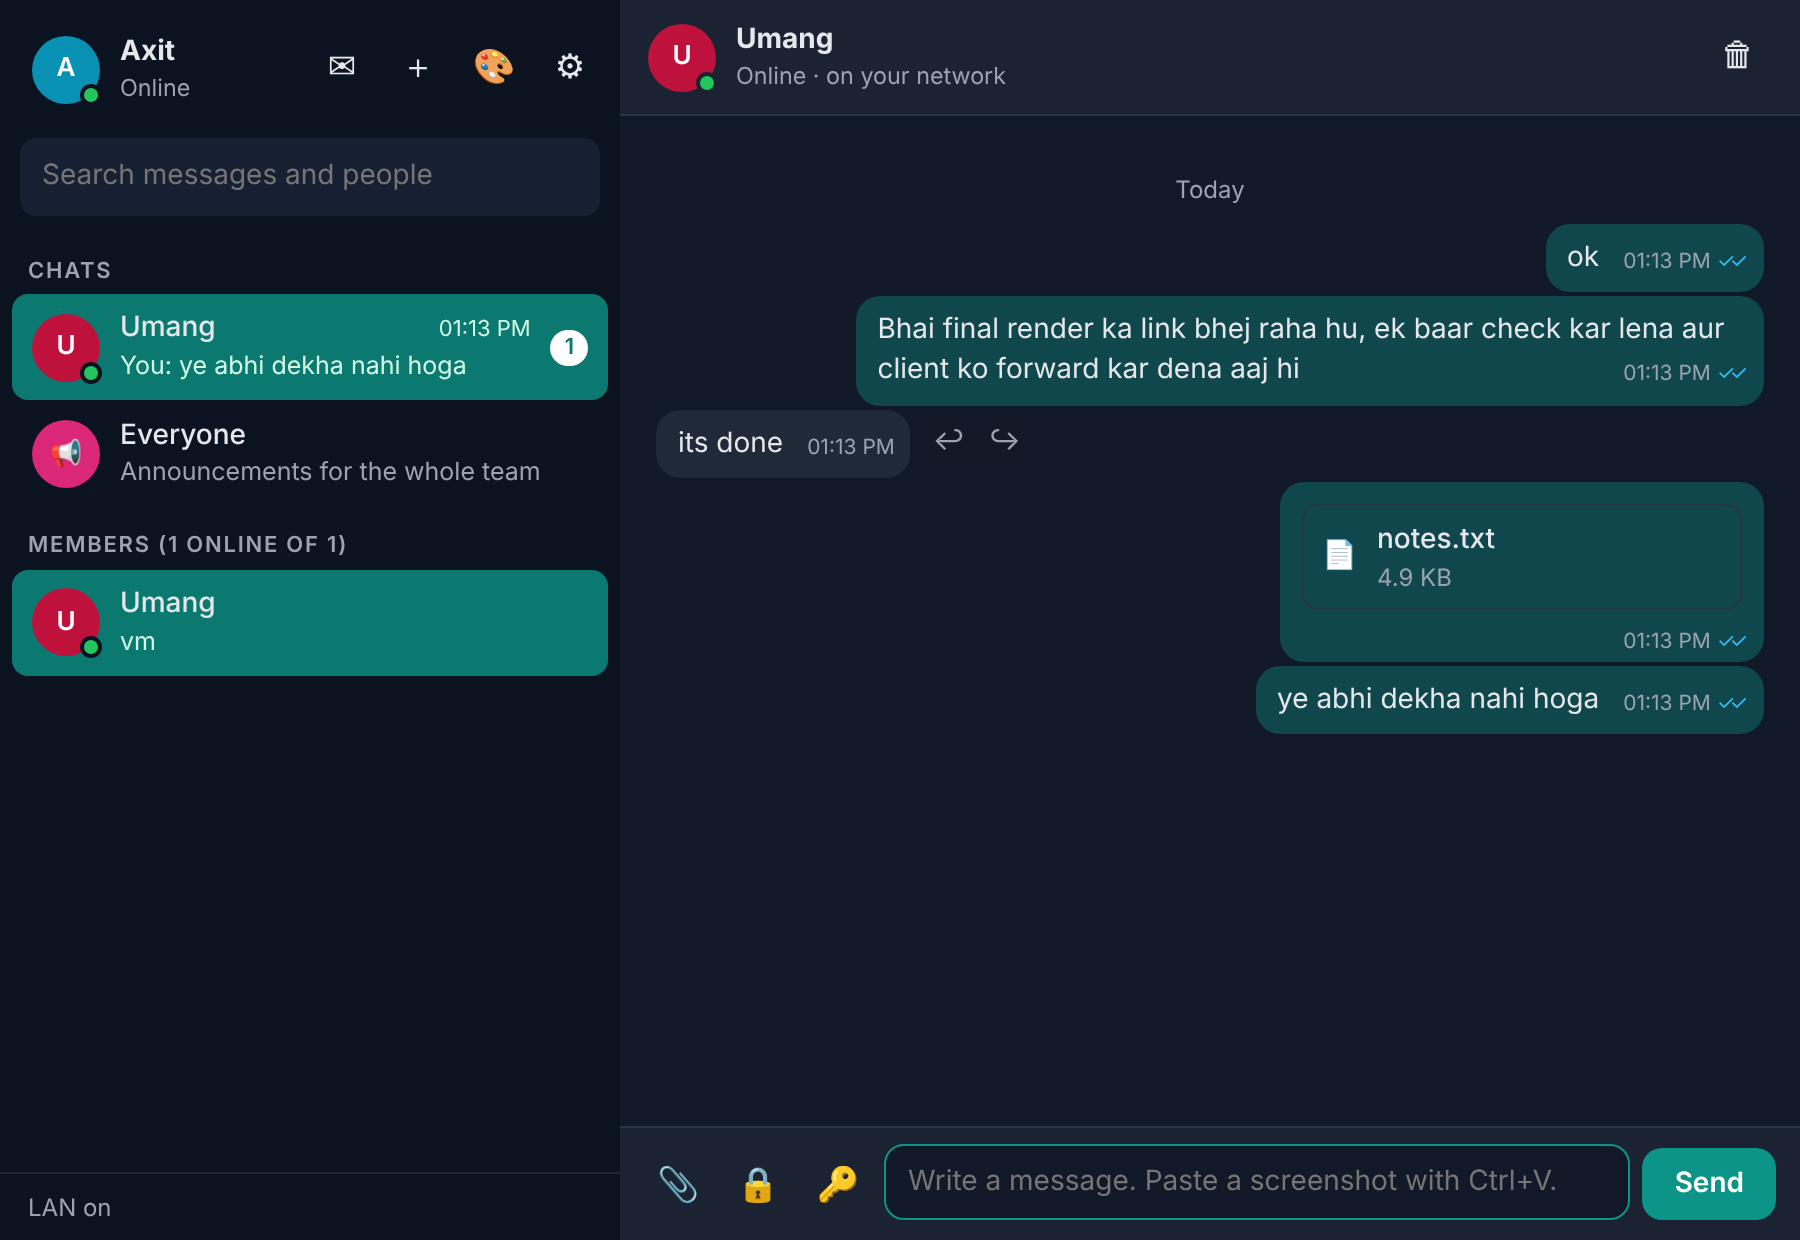 A
Axit
Online
Search messages and people
CHATS
U
Umang
01:13 PM
You: ye abhi dekha nahi hoga
1
Everyone
Announcements for the whole team
MEMBERS (1 ONLINE OF 1)
U
Umang
vm
LAN on
U
Umang
Online · on your network
Today
ok 01:13 PM
Bhai final render ka link bhej raha hu, ek baar check kar lena aur
client ko forward kar dena aaj hi 01:13 PM
its done 01:13 PM
notes.txt
4.9 KB
01:13 PM
ye abhi dekha nahi hoga 01:13 PM
Write a message. Paste a screenshot with Ctrl+V.
Send